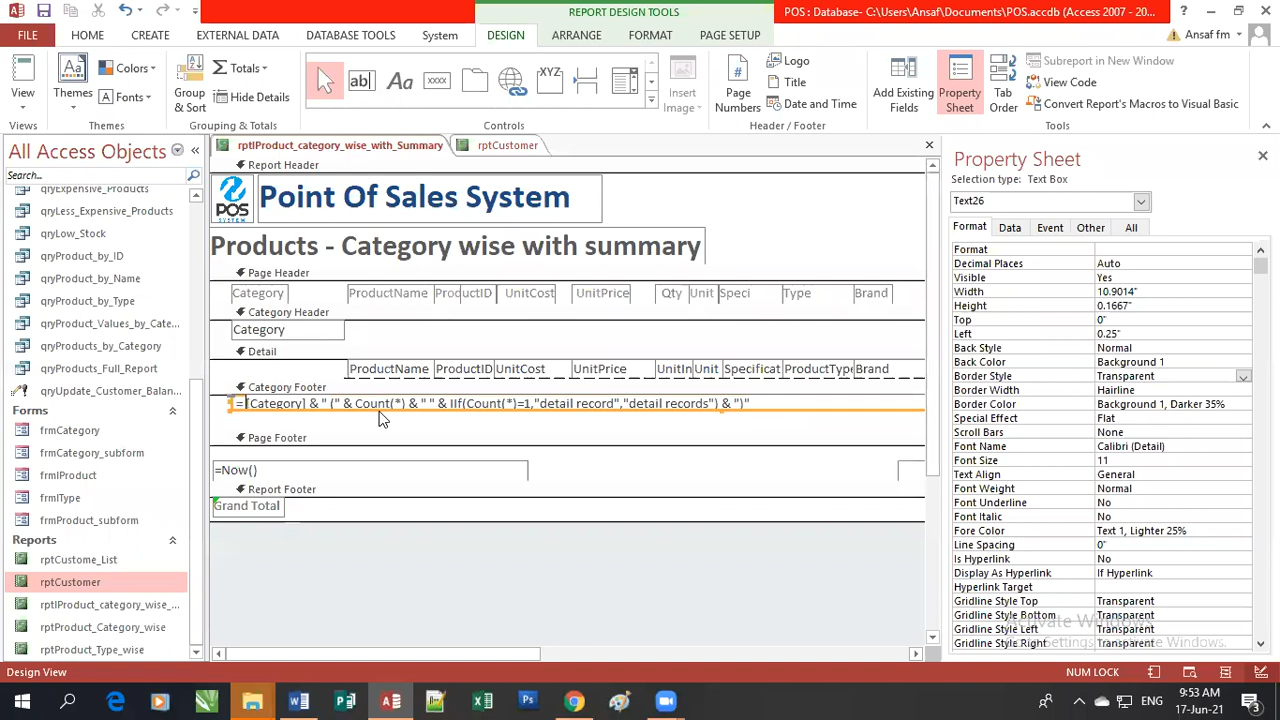 REPORT DESIGN TOOLS
POS : Database- C:\Users\Ansaf\Documents\POS.accdb (Access 2007 - 20...
FILE HOME CREATE EXTERNAL DATA DATABASE TOOLS System DESIGN ARRANGE FORMAT PAGE SETUP Ansaf fm
View
Themes
Colors
Fonts
Group & Sort
Totals
Hide Details
Insert Image
Page Numbers
Logo
Title
Date and Time
Add Existing Fields
Property Sheet
Tab Order
Subreport in New Window
View Code
Convert Report's Macros to Visual Basic
Views Themes Grouping & Totals Controls Header / Footer Tools
All Access Objects
Search...
qryExpensive_Products
qryLess_Expensive_Products
qryLow_Stock
qryProduct_by_ID
qryProduct_by_Name
qryProduct_by_Type
qryProduct_Values_by_Cate...
qryProducts_by_Category
qryProducts_Full_Report
qryUpdate_Customer_Balan...
Forms
frmCategory
frmCategory_subform
frmlProduct
frmlType
frmProduct_subform
Reports
rptCustome_List
rptCustomer
rptlProduct_category_wise_...
rptProduct_Category_wise
rptProduct_Type_wise
rptlProduct_category_wise_with_Summary rptCustomer
Report Header
POS
SYSTEM
Point Of Sales System
Products - Category wise with summary
Page Header
Category ProductName ProductID UnitCost UnitPrice Qty Unit Speci Type Brand
Category Header
Category
Detail
ProductName ProductID UnitCost UnitPrice UnitIn Unit Specificat ProductType Brand
Category Footer
=[Category] & " (" & Count(*) & " " & IIf(Count(*)=1,"detail record","detail records") & ")"
Page Footer
=Now()
Report Footer
Grand Total
Property Sheet
Selection type: Text Box
Text26
Format Data Event Other All
Format
Decimal Places Auto
Visible Yes
Width 10.9014"
Height 0.1667"
Top 0"
Left 0.25"
Back Style Normal
Back Color Background 1
Border Style Transparent
Border Width Hairline
Border Color Background 1, Darker 35%
Special Effect Flat
Scroll Bars None
Font Name Calibri (Detail)
Font Size 11
Text Align General
Font Weight Normal
Font Underline No
Font Italic No
Fore Color Text 1, Lighter 25%
Line Spacing 0"
Is Hyperlink No
Display As Hyperlink If Hyperlink
Hyperlink Target
Gridline Style Top Transparent
Gridline Style Bottom Transparent
Gridline Style Left Transparent
Gridline Style Right Transparent
Activate Windows
Go to Settings to activate Windows.
Design View NUM LOCK
ENG
9:53 AM
17-Jun-21
3